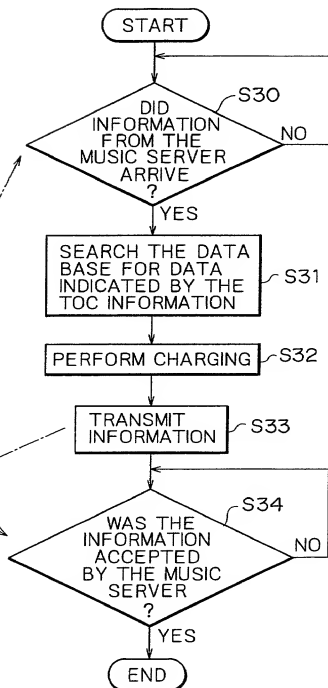 START
S30
DID
INFORMATION
FROM THE
MUSIC SERVER
ARRIVE
?
NO
YES
SEARCH THE DATA
BASE FOR DATA
INDICATED BY THE
TOC INFORMATION
S31
PERFORM CHARGING
S32
TRANSMIT
INFORMATION
S33
S34
WAS THE
INFORMATION
ACCEPTED
BY THE MUSIC
SERVER
?
NO
YES
END